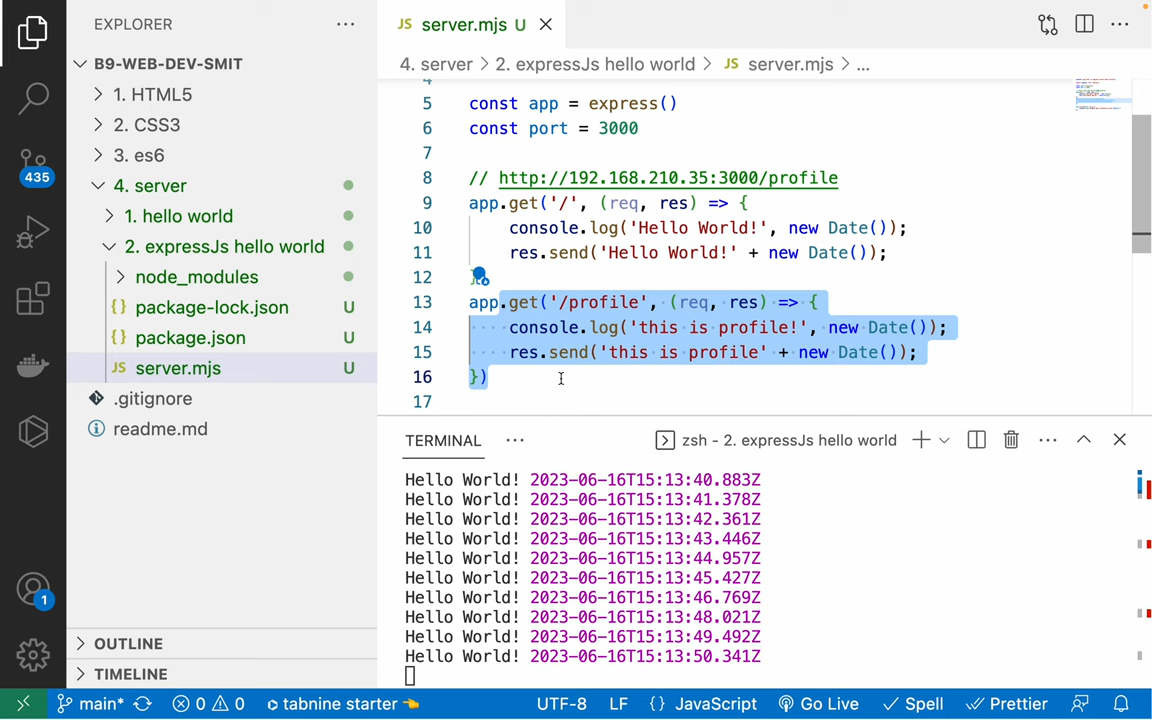 EXPLORER
B9-WEB-DEV-SMIT
1. HTML5
2. CSS3
3. es6
4. server
1. hello world
2. expressJs hello world
node_modules
{} package-lock.json U
{} package.json U
JS server.mjs U
.gitignore
readme.md
OUTLINE
TIMELINE
435
1
JS server.mjs U
4. server > 2. expressJs hello world > JS server.mjs > ...
5 const app = express()
6 const port = 3000
7
8 // http://192.168.210.35:3000/profile
9 app.get('/', (req, res) => {
10 console.log('Hello World!', new Date());
11 res.send('Hello World!' + new Date());
12
13 app.get('/profile', (req, res) => {
14 console.log('this is profile!', new Date());
15 res.send('this is profile' + new Date());
16 })
17
TERMINAL
zsh - 2. expressJs hello world
Hello World! 2023-06-16T15:13:40.883Z
Hello World! 2023-06-16T15:13:41.378Z
Hello World! 2023-06-16T15:13:42.361Z
Hello World! 2023-06-16T15:13:43.446Z
Hello World! 2023-06-16T15:13:44.957Z
Hello World! 2023-06-16T15:13:45.427Z
Hello World! 2023-06-16T15:13:46.769Z
Hello World! 2023-06-16T15:13:48.021Z
Hello World! 2023-06-16T15:13:49.492Z
Hello World! 2023-06-16T15:13:50.341Z
main* 0 0 tabnine starter UTF-8 LF {} JavaScript Go Live Spell Prettier